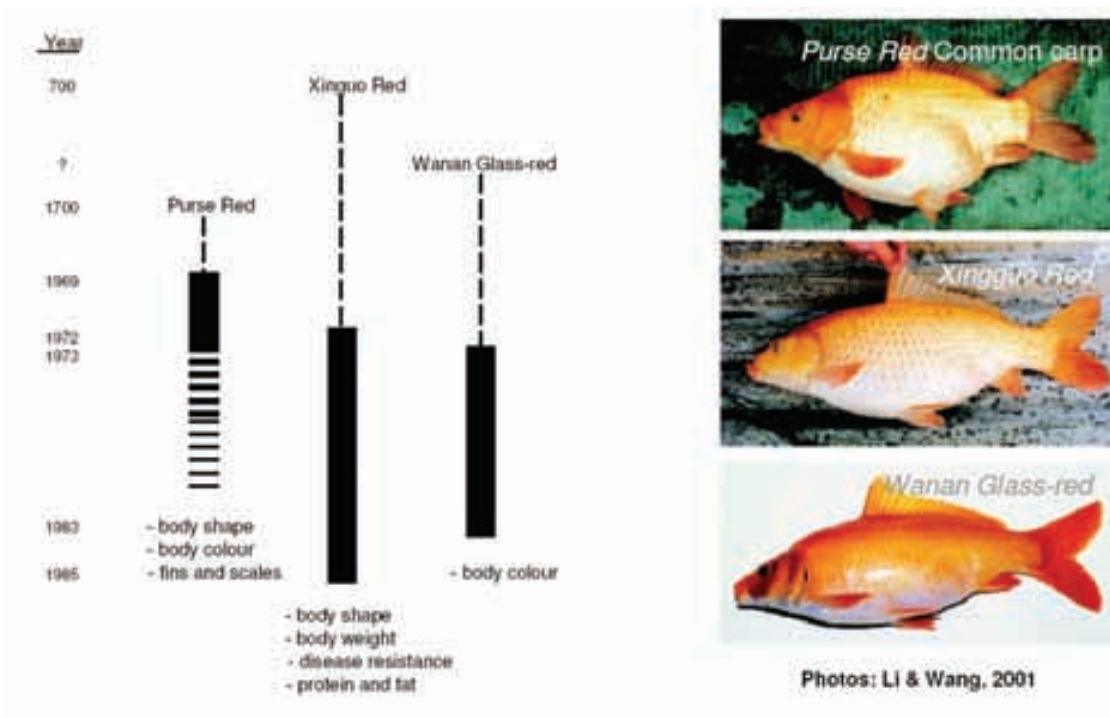 Year
700
?
1700
1969
1972
1973
1983
1985
Xinguo Red
Wanan Glass-red
Purse Red
- body shape
- body colour
- fins and scales
- body shape
- body weight
- disease resistance
- protein and fat
- body colour
Purse Red Common carp
Xingguo Red
Wanan Glass-red
Photos: Li & Wang, 2001